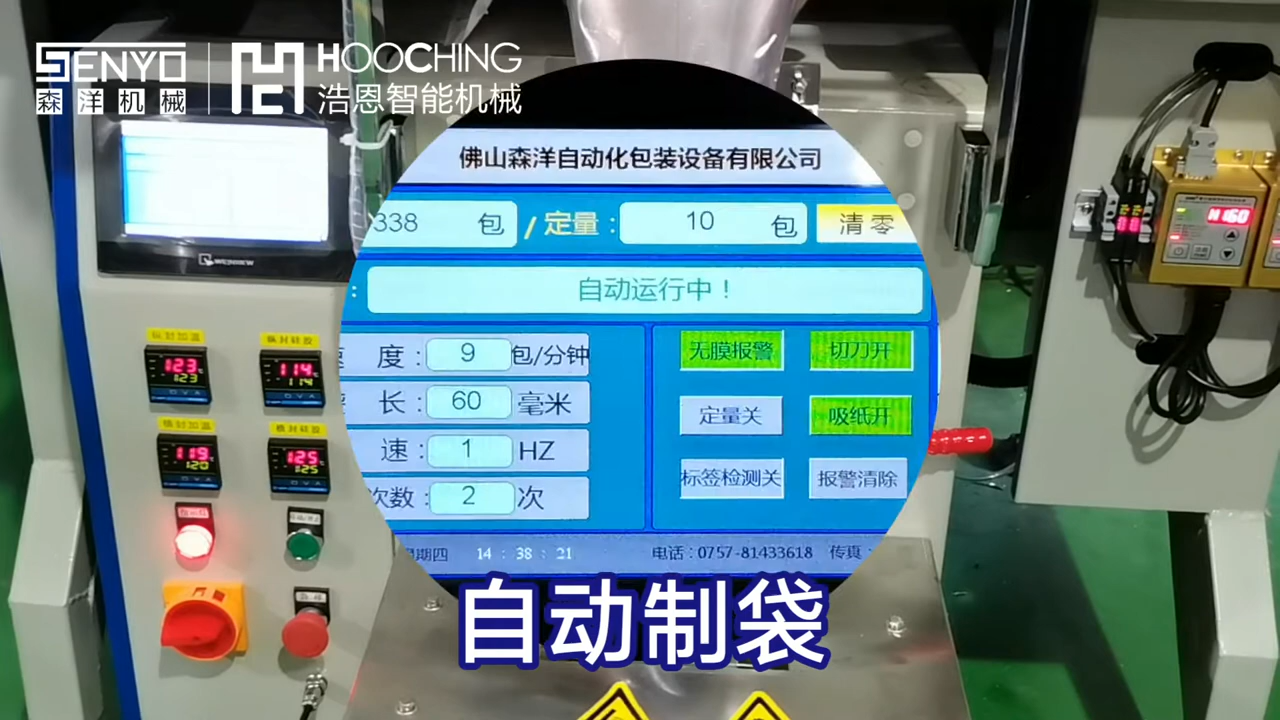 SENYO
森洋机械
HOOCHING
浩恩智能机械
佛山森洋自动化包装设备有限公司
338 包 / 定量 : 10 包 清零
: 自动运行中！
度 : 9 包/分钟
长 : 60 毫米
速 : 1 HZ
次数 : 2 次
无膜报警 切刀开
定量关 吸纸开
标签检测关 报警清除
期四 14 : 38 : 21 电话 : 0757-81433618 传真 :
123
123
114
114
119
120
125
125
自动制袋